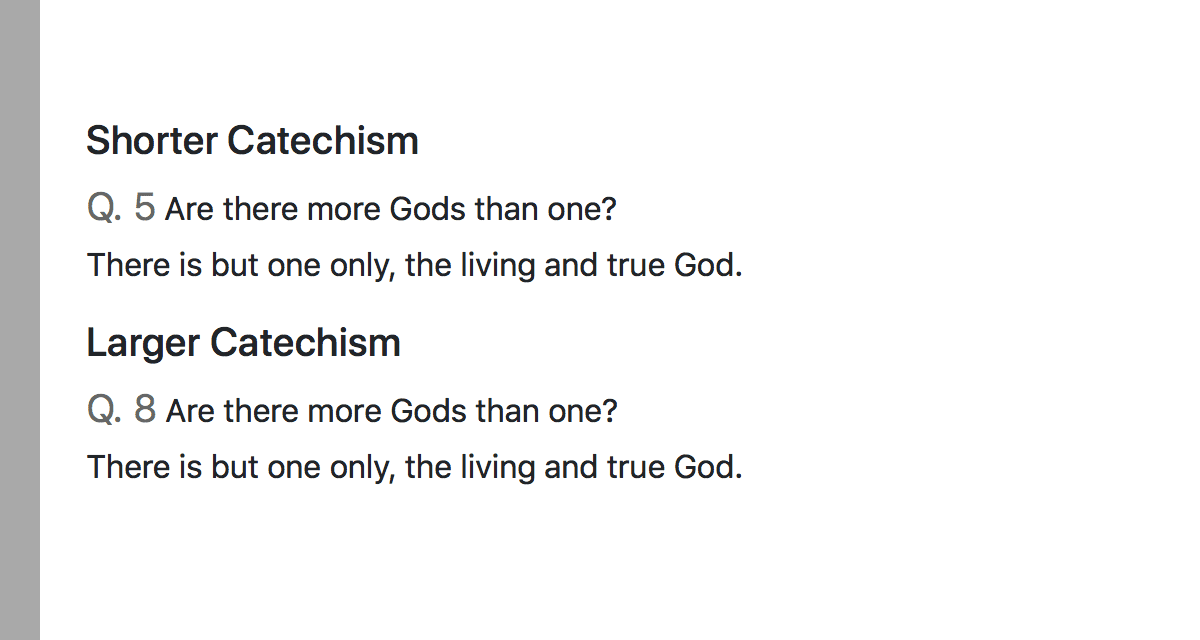 Shorter Catechism
Q. 5 Are there more Gods than one?
There is but one only, the living and true God.
Larger Catechism
Q. 8 Are there more Gods than one?
There is but one only, the living and true God.